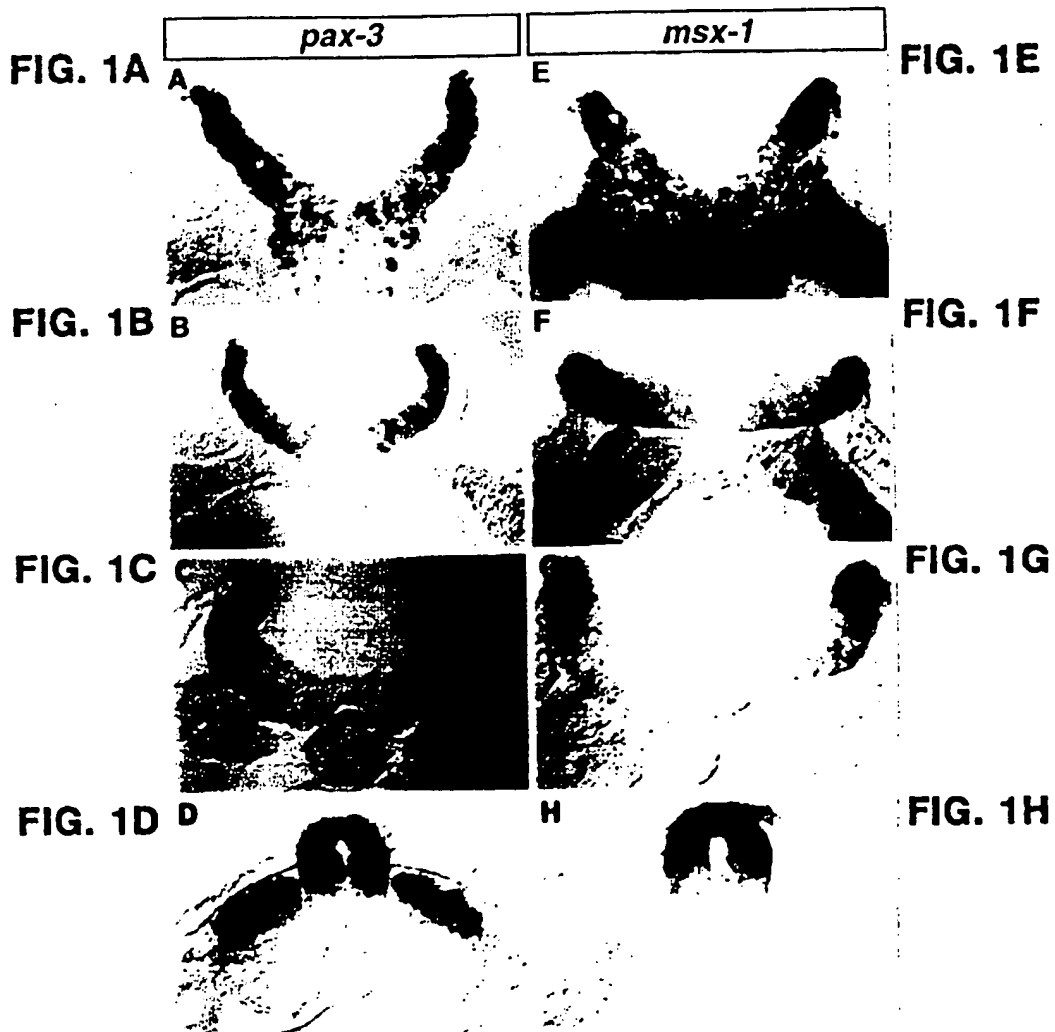 pax-3 msx-1
FIG. 1A A E FIG. 1E
FIG. 1B B F FIG. 1F
FIG. 1C C G FIG. 1G
FIG. 1D D H FIG. 1H